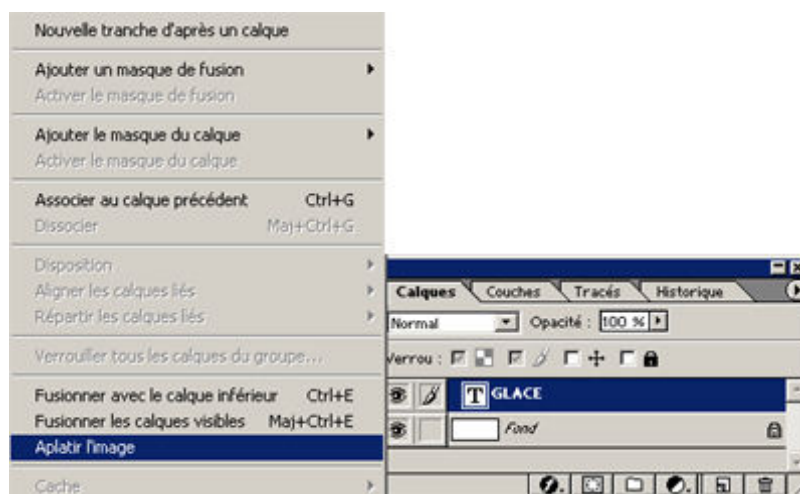 Nouvelle tranche d'après un calque
Ajouter un masque de fusion
Activer le masque de fusion
Ajouter le masque du calque
Activer le masque du calque
Associer au calque précédent Ctrl+G
Dissocier Maj+Ctrl+G
Disposition
Aligner les calques liés
Répartir les calques liés
Verrouiller tous les calques du groupe...
Fusionner avec le calque inférieur Ctrl+E
Fusionner les calques visibles Maj+Ctrl+E
Aplatir l'image
Cache
Calques Couches Tracés Historique
Normal Opacité : 100 %
Verrou :
T GLACE
Fond